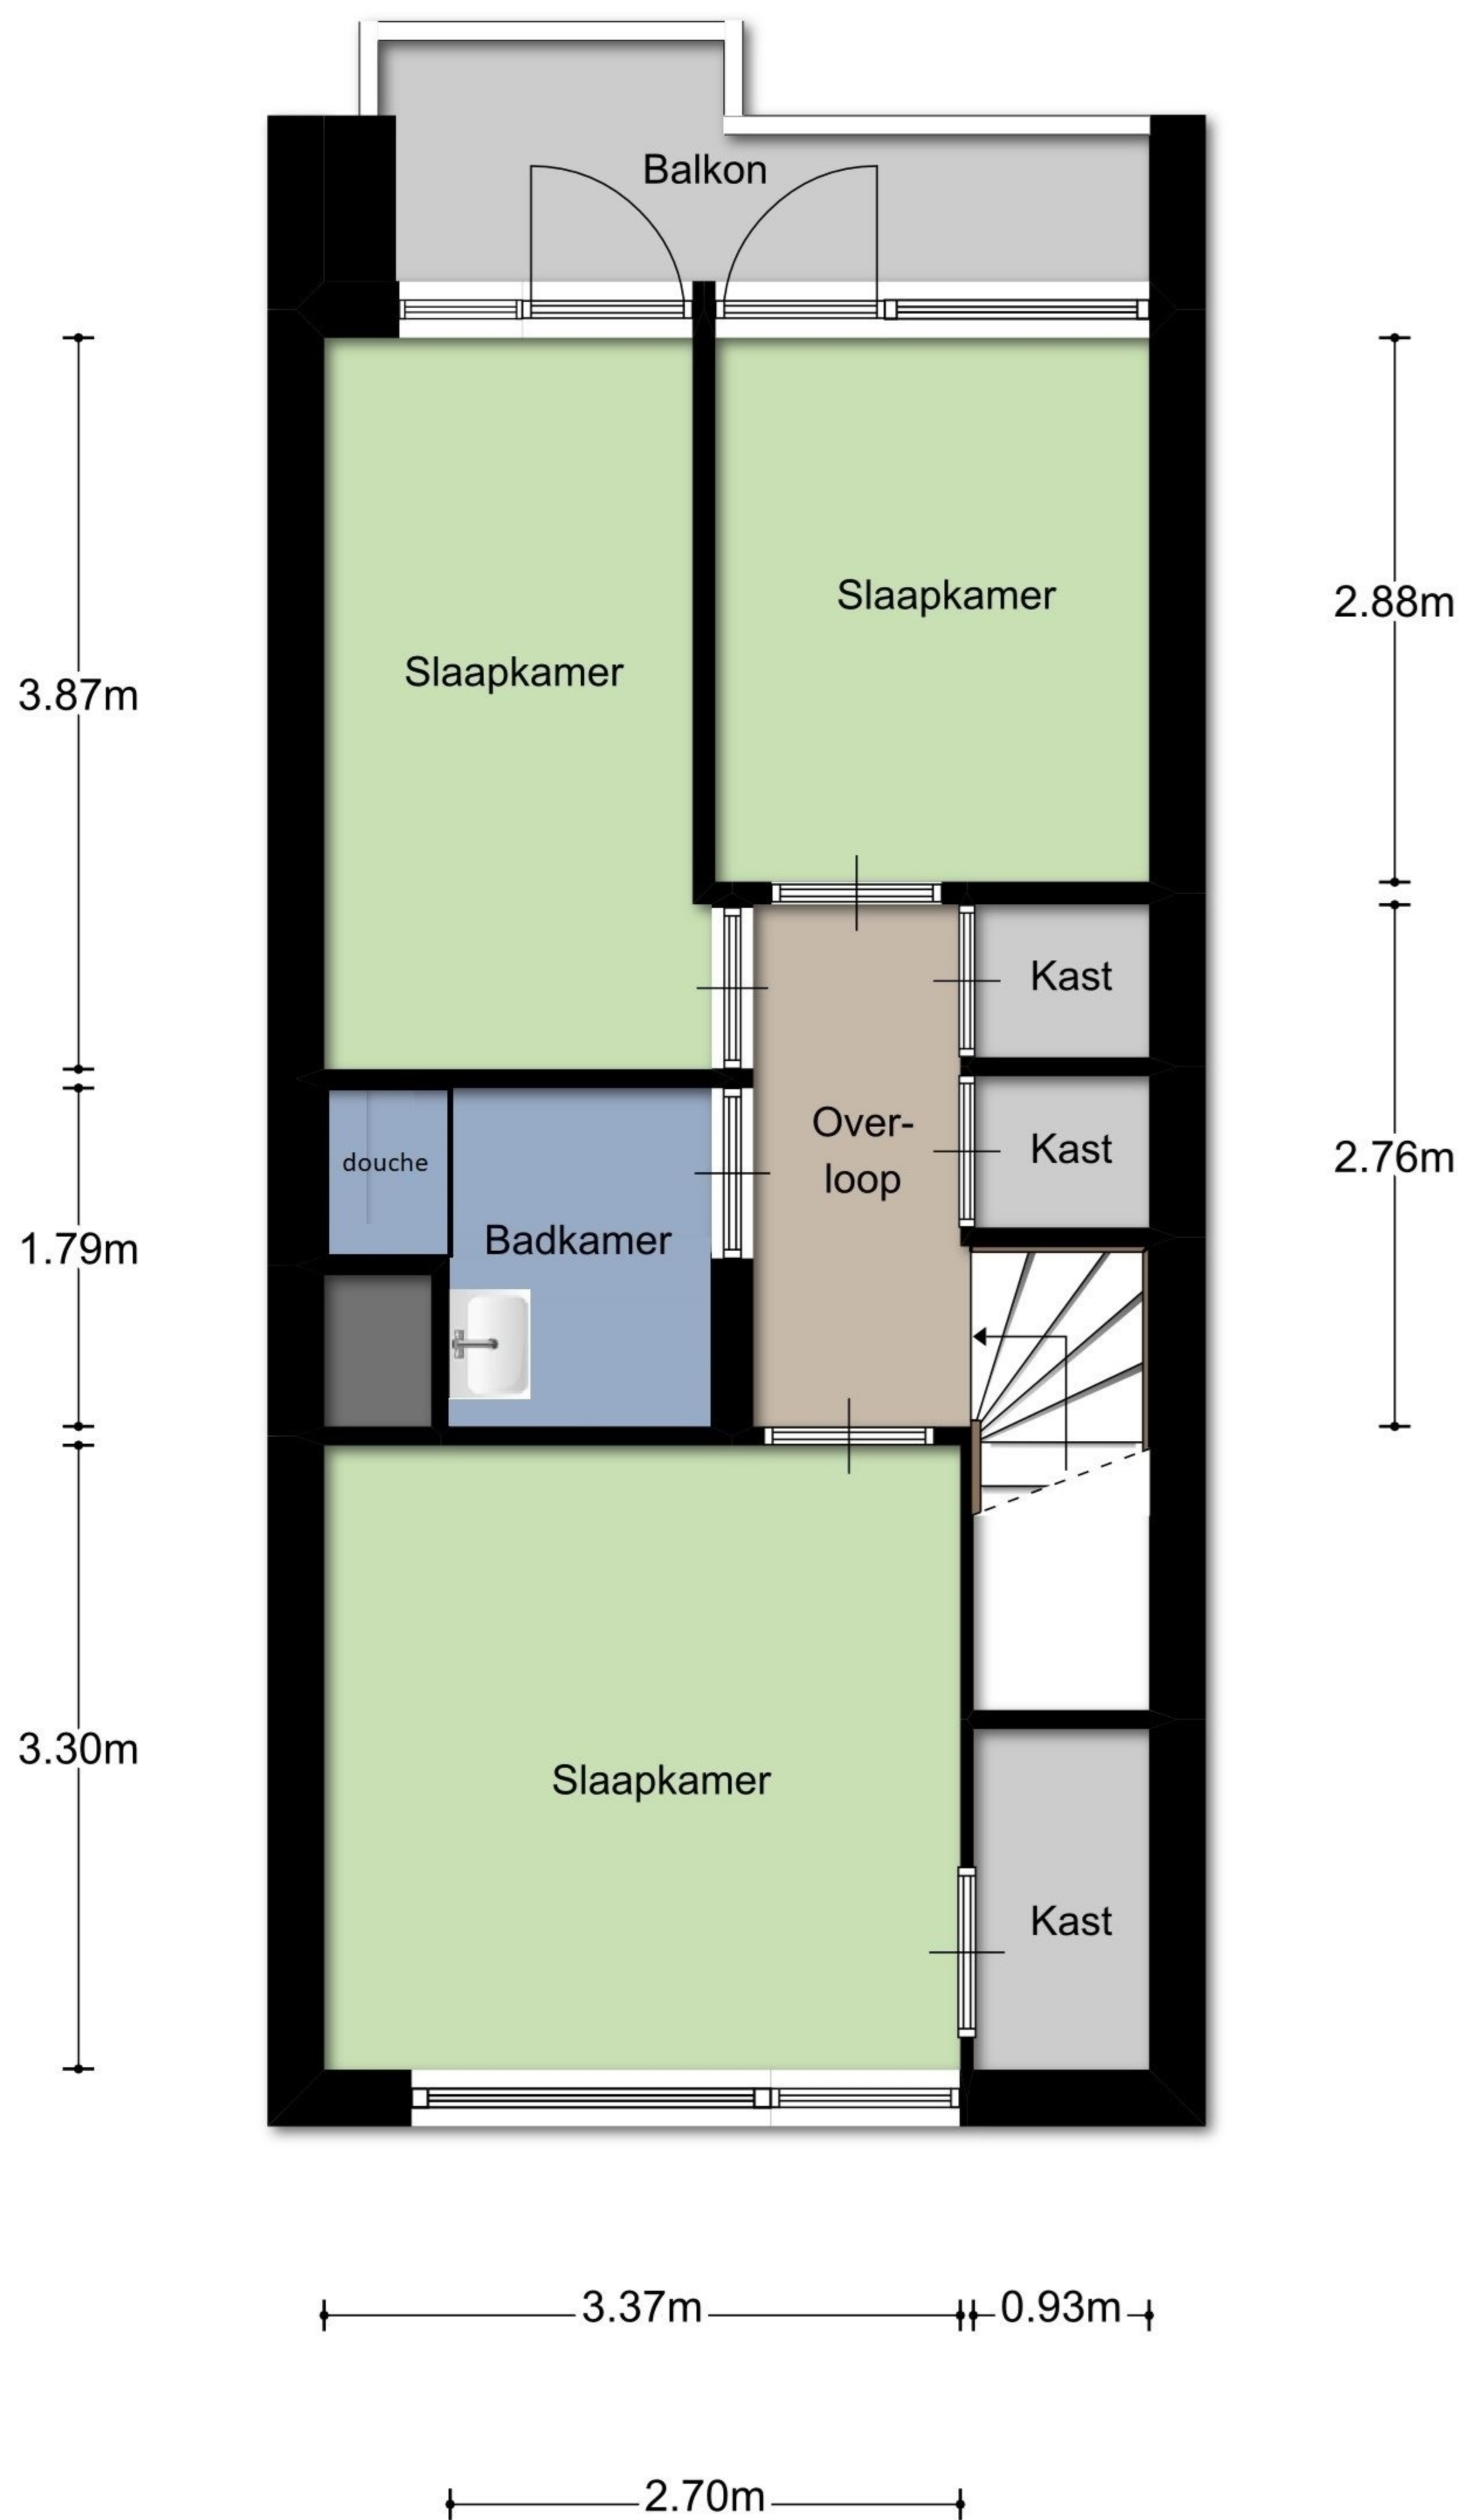 Balkon
Slaapkamer
2.88m
Slaapkamer
3.87m
Kast
Over-
loop
Kast
2.76m
douche
Badkamer
1.79m
3.30m
Slaapkamer
Kast
3.37m
0.93m
2.70m